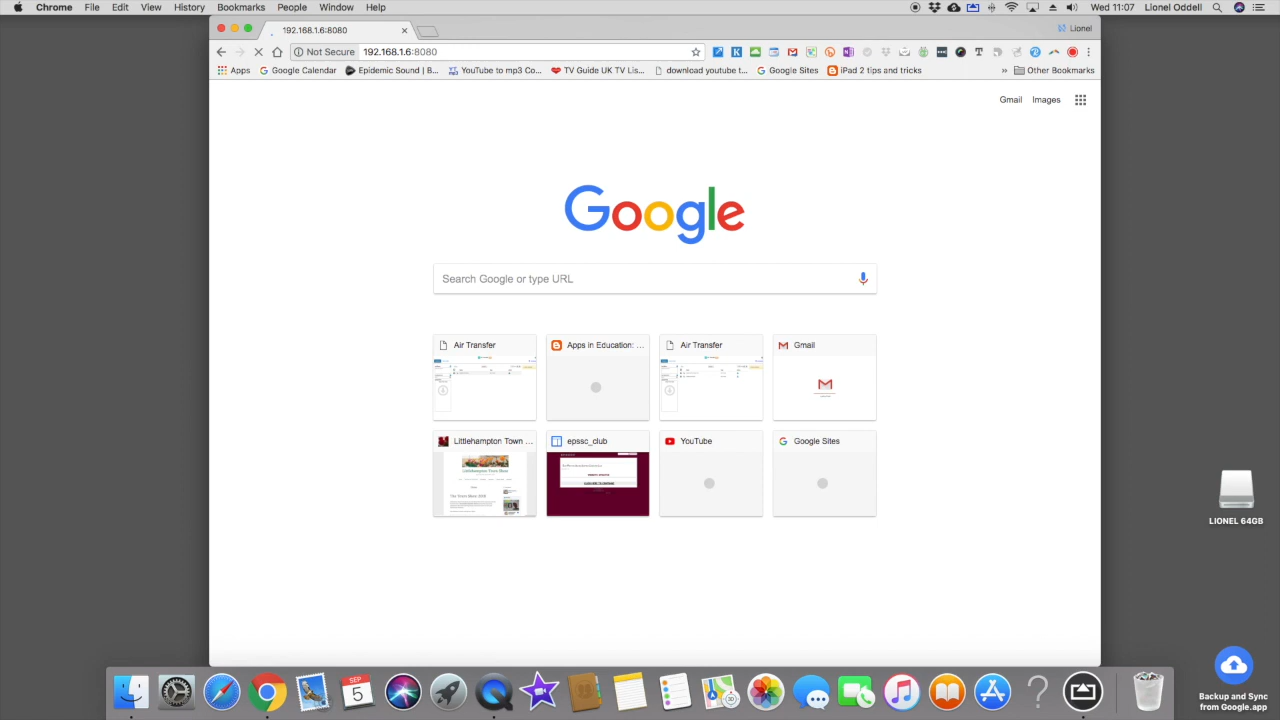 Chrome File Edit View History Bookmarks People Window Help Wed 11:07 Lionel Oddell
192.168.1.6:8080 Lionel
Not Secure 192.168.1.6:8080
Apps Google Calendar Epidemic Sound | B... YouTube to mp3 Co... TV Guide UK TV Lis... download youtube t... Google Sites iPad 2 tips and tricks » Other Bookmarks
Gmail Images
Google
Search Google or type URL
Air Transfer Apps in Education: ... Air Transfer Gmail
Littlehampton Town ... epssc_club YouTube Google Sites
LIONEL 64GB
SEP
5
Backup and Sync
from Google.app